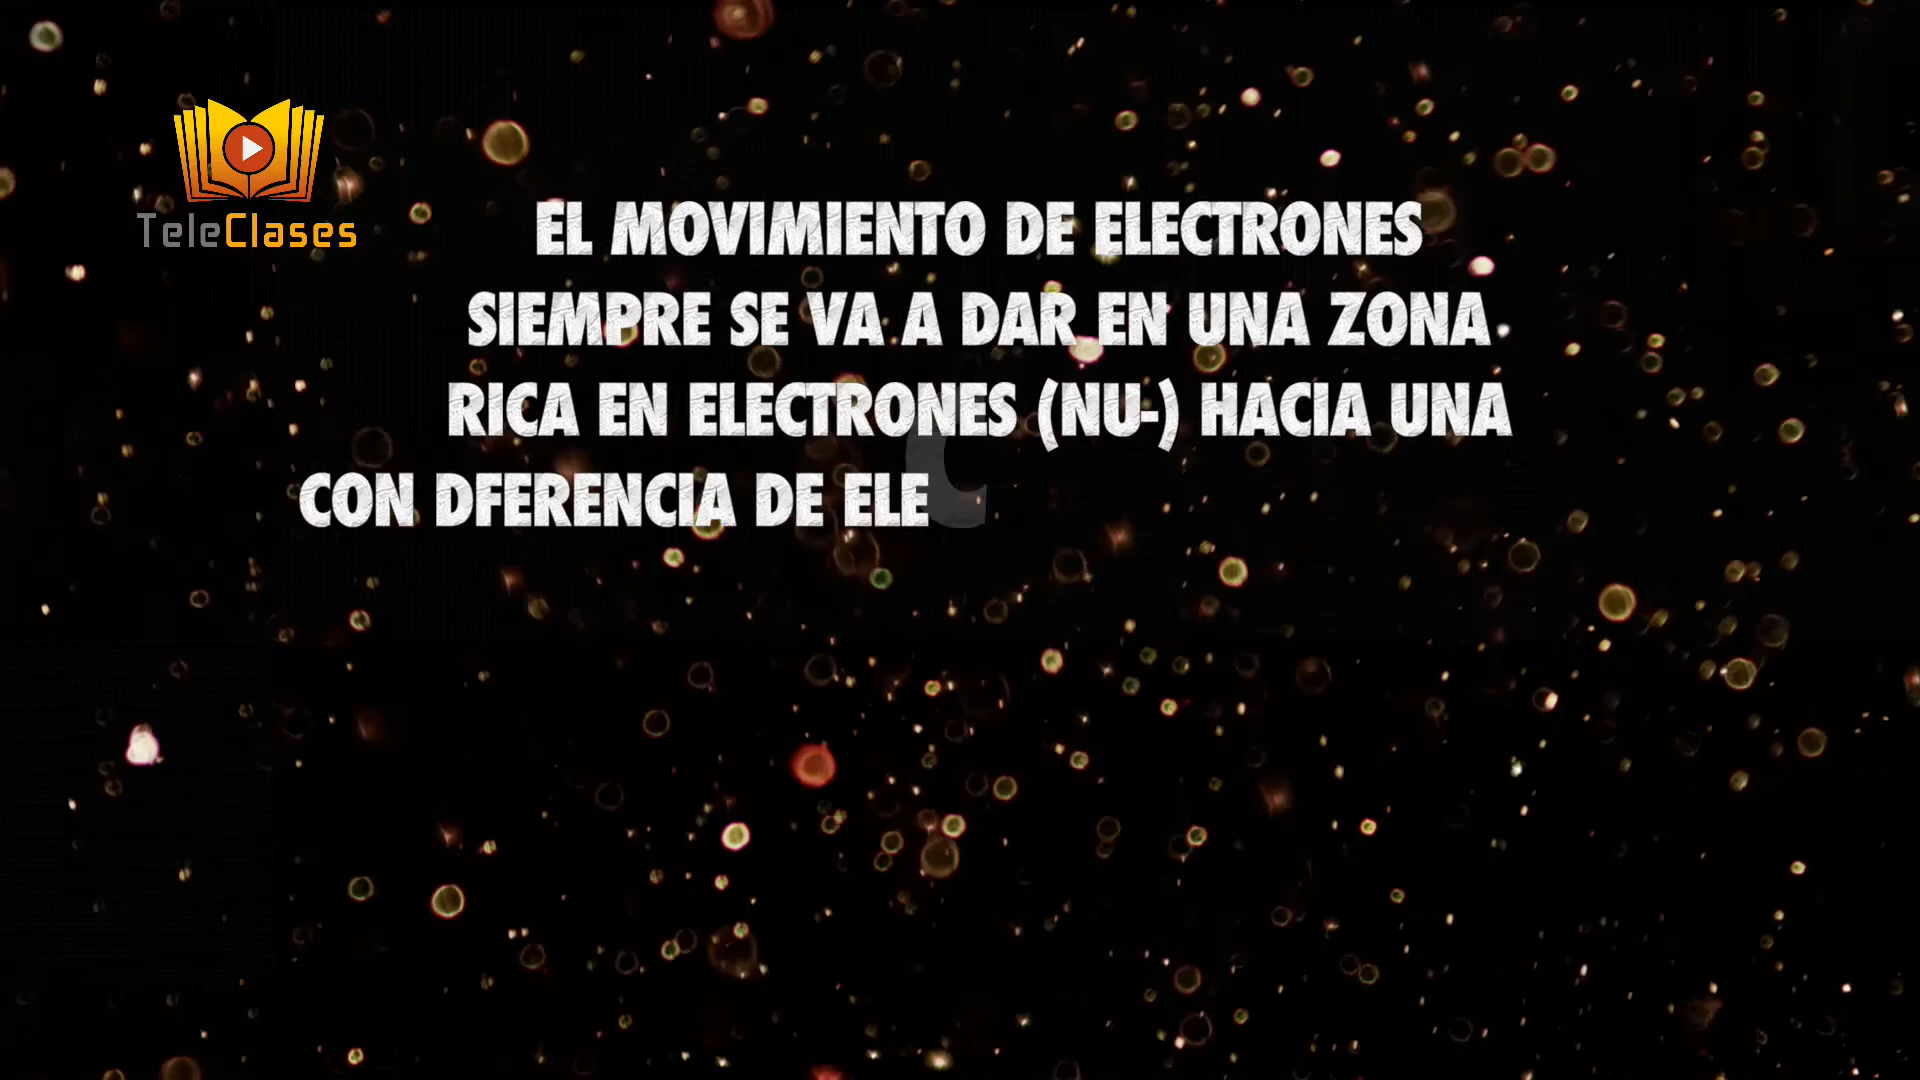 TeleClases
EL MOVIMIENTO DE ELECTRONES
SIEMPRE SE VA A DAR EN UNA ZONA
RICA EN ELECTRONES (NU-) HACIA UNA
CON DFERENCIA DE ELE C